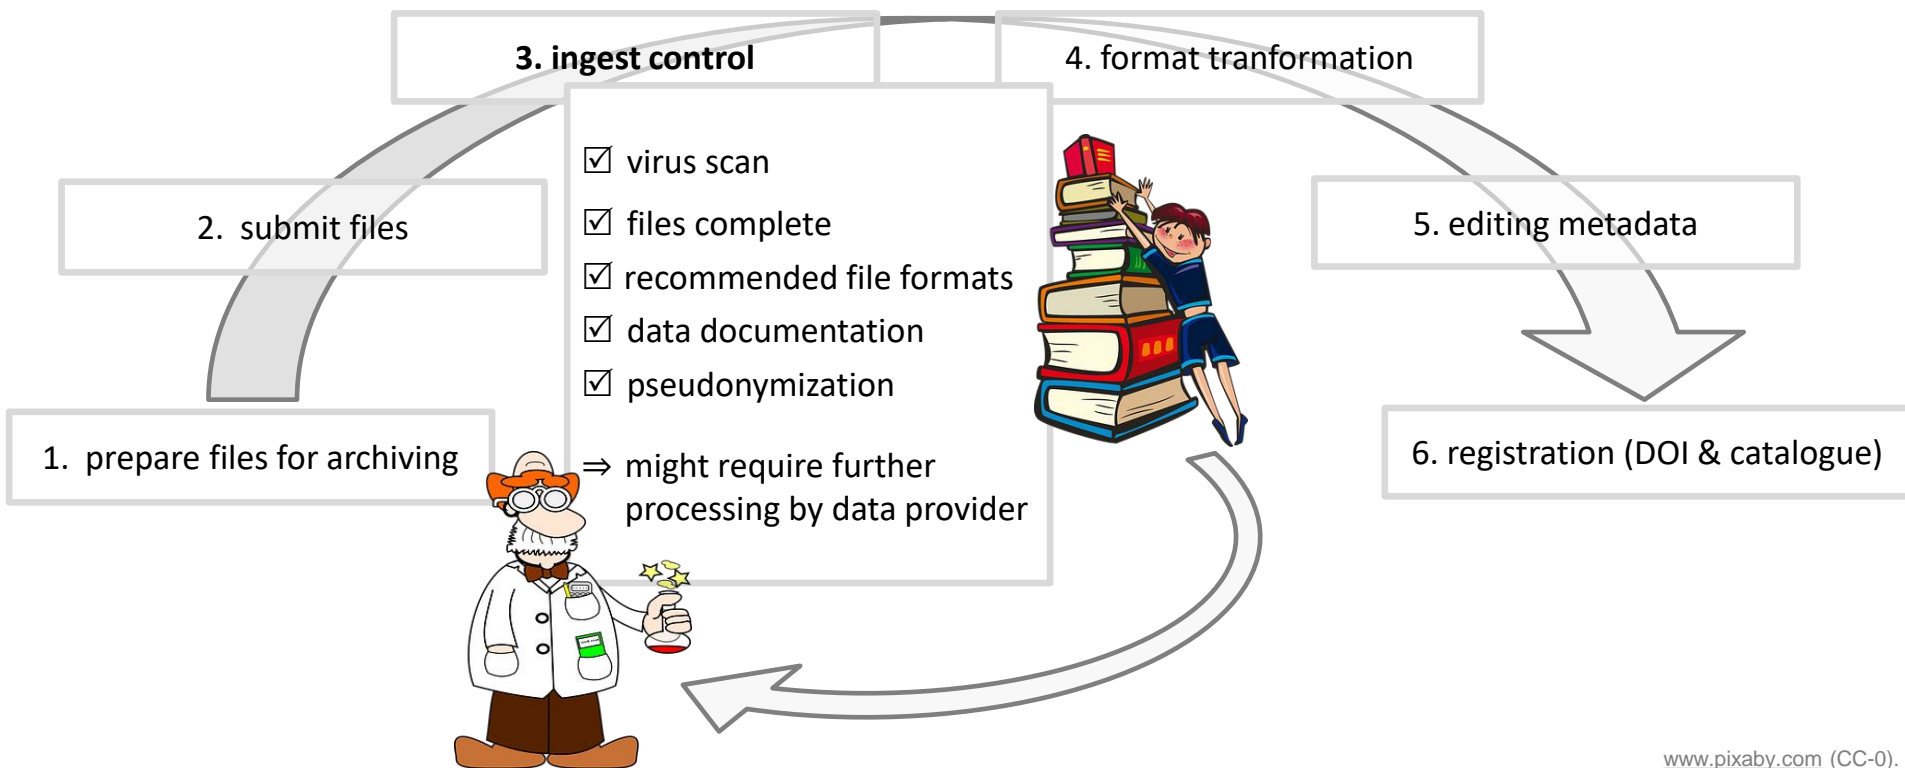 3. ingest control
4. format tranformation
2. submit files
5. editing metadata
1. prepare files for archiving
6. registration (DOI & catalogue)
☑ virus scan
☑ files complete
☑ recommended file formats
☑ data documentation
☑ pseudonymization
⇒ might require further
processing by data provider
www.pixaby.com (CC-0).